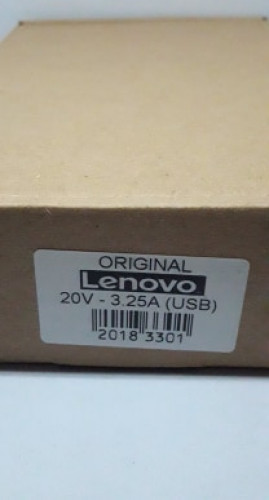 ORIGINAL
Lenovo
20V - 3.25A (USB)
2018 3301